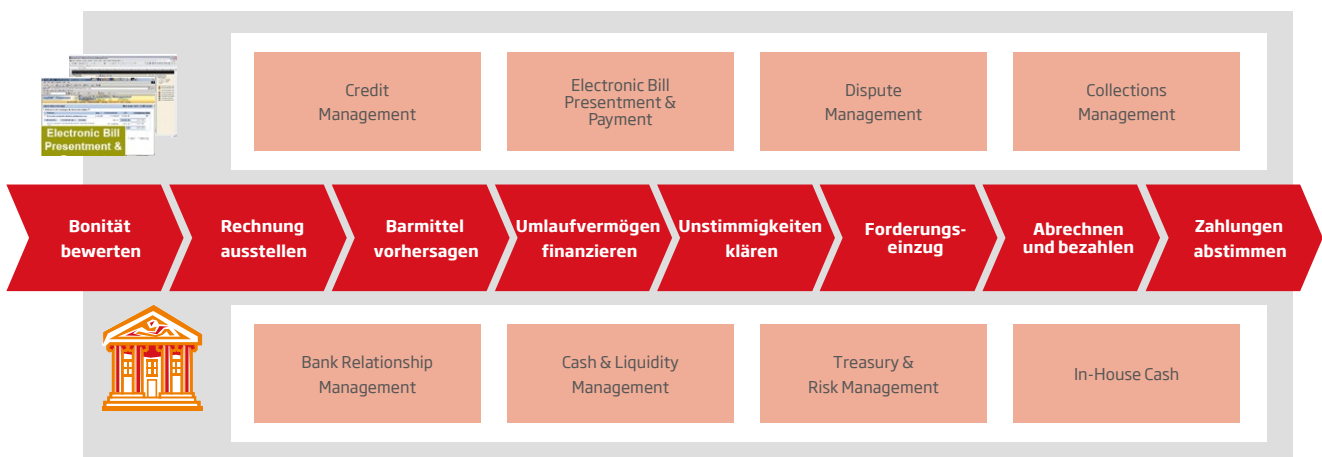 Credit
Management
Electronic Bill
Presentment &
Payment
Dispute
Management
Collections
Management
Electronic Bill
Presentment &
Bonität
bewerten
Rechnung
ausstellen
Barmittel
vorhersagen
Umlaufvermögen
finanzieren
Unstimmigkeiten
klären
Forderungs-
einzug
Abrechnen
und bezahlen
Zahlungen
abstimmen
Bank Relationship
Management
Cash & Liquidity
Management
Treasury &
Risk Management
In-House Cash